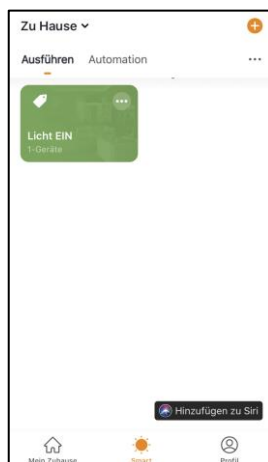 Zu Hause
Ausführen Automation
Licht EIN
1-Geräte
Hinzufügen zu Siri
Mein Zuhause Smart Profil